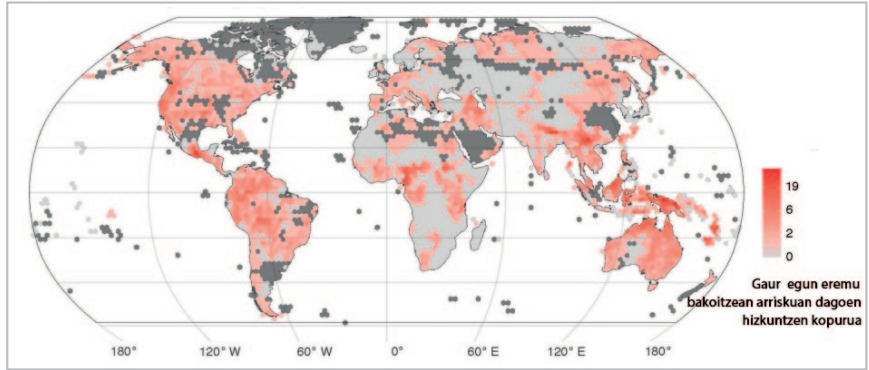 19
6
2
0
Gaur egun eremu
bakoitzean arriskuan dagoen
hizkuntzen kopurua
180° 120° W 60° W 0° 60° E 120° E 180°